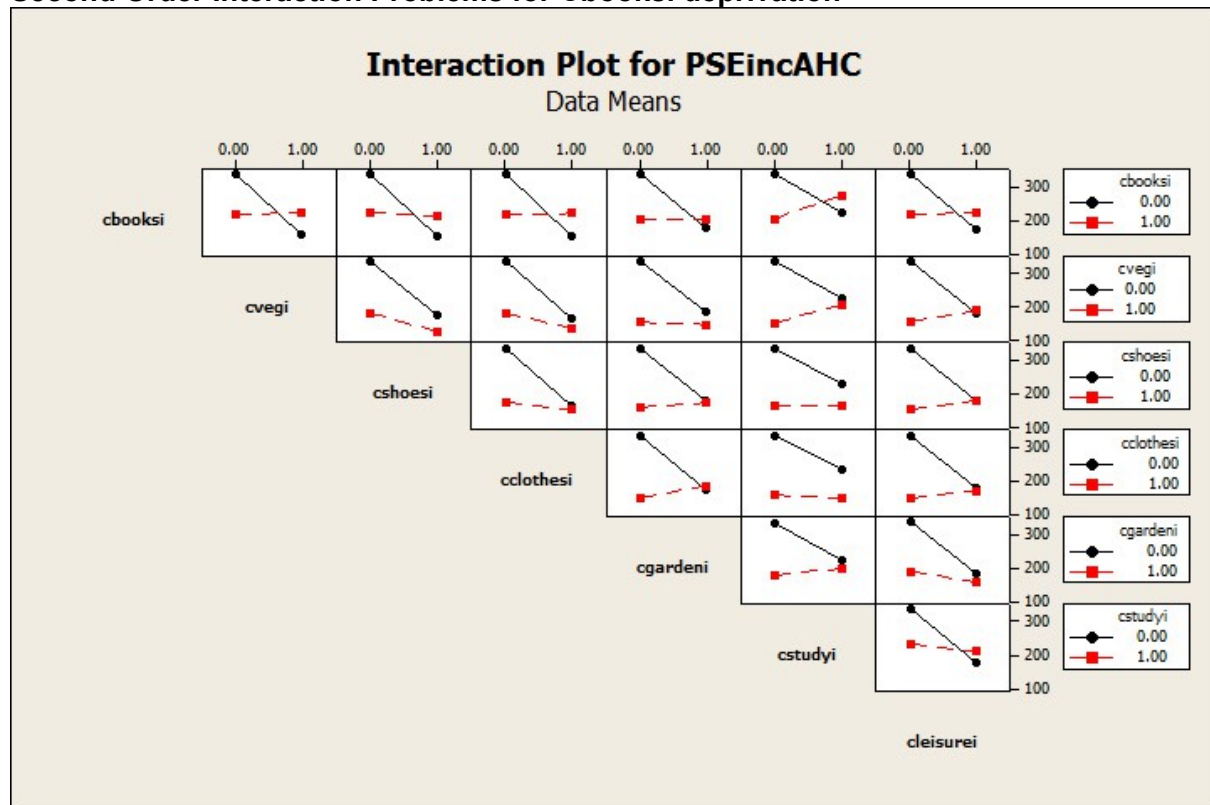 Second Order Interaction Problems for Cbooksi deprivation
Interaction Plot for PSEincAHC
Data Means
0.00 1.00 0.00 1.00 0.00 1.00 0.00 1.00 0.00 1.00 0.00 1.00
cbooksi
300
200
100
cbooksi
0.00
1.00
cvegi
300
200
100
cvegi
0.00
1.00
cshoesi
300
200
100
cshoesi
0.00
1.00
cclothesi
300
200
100
cclothesi
0.00
1.00
cgardeni
300
200
100
cgardeni
0.00
1.00
cstudyi
300
200
100
cstudyi
0.00
1.00
cleisurei